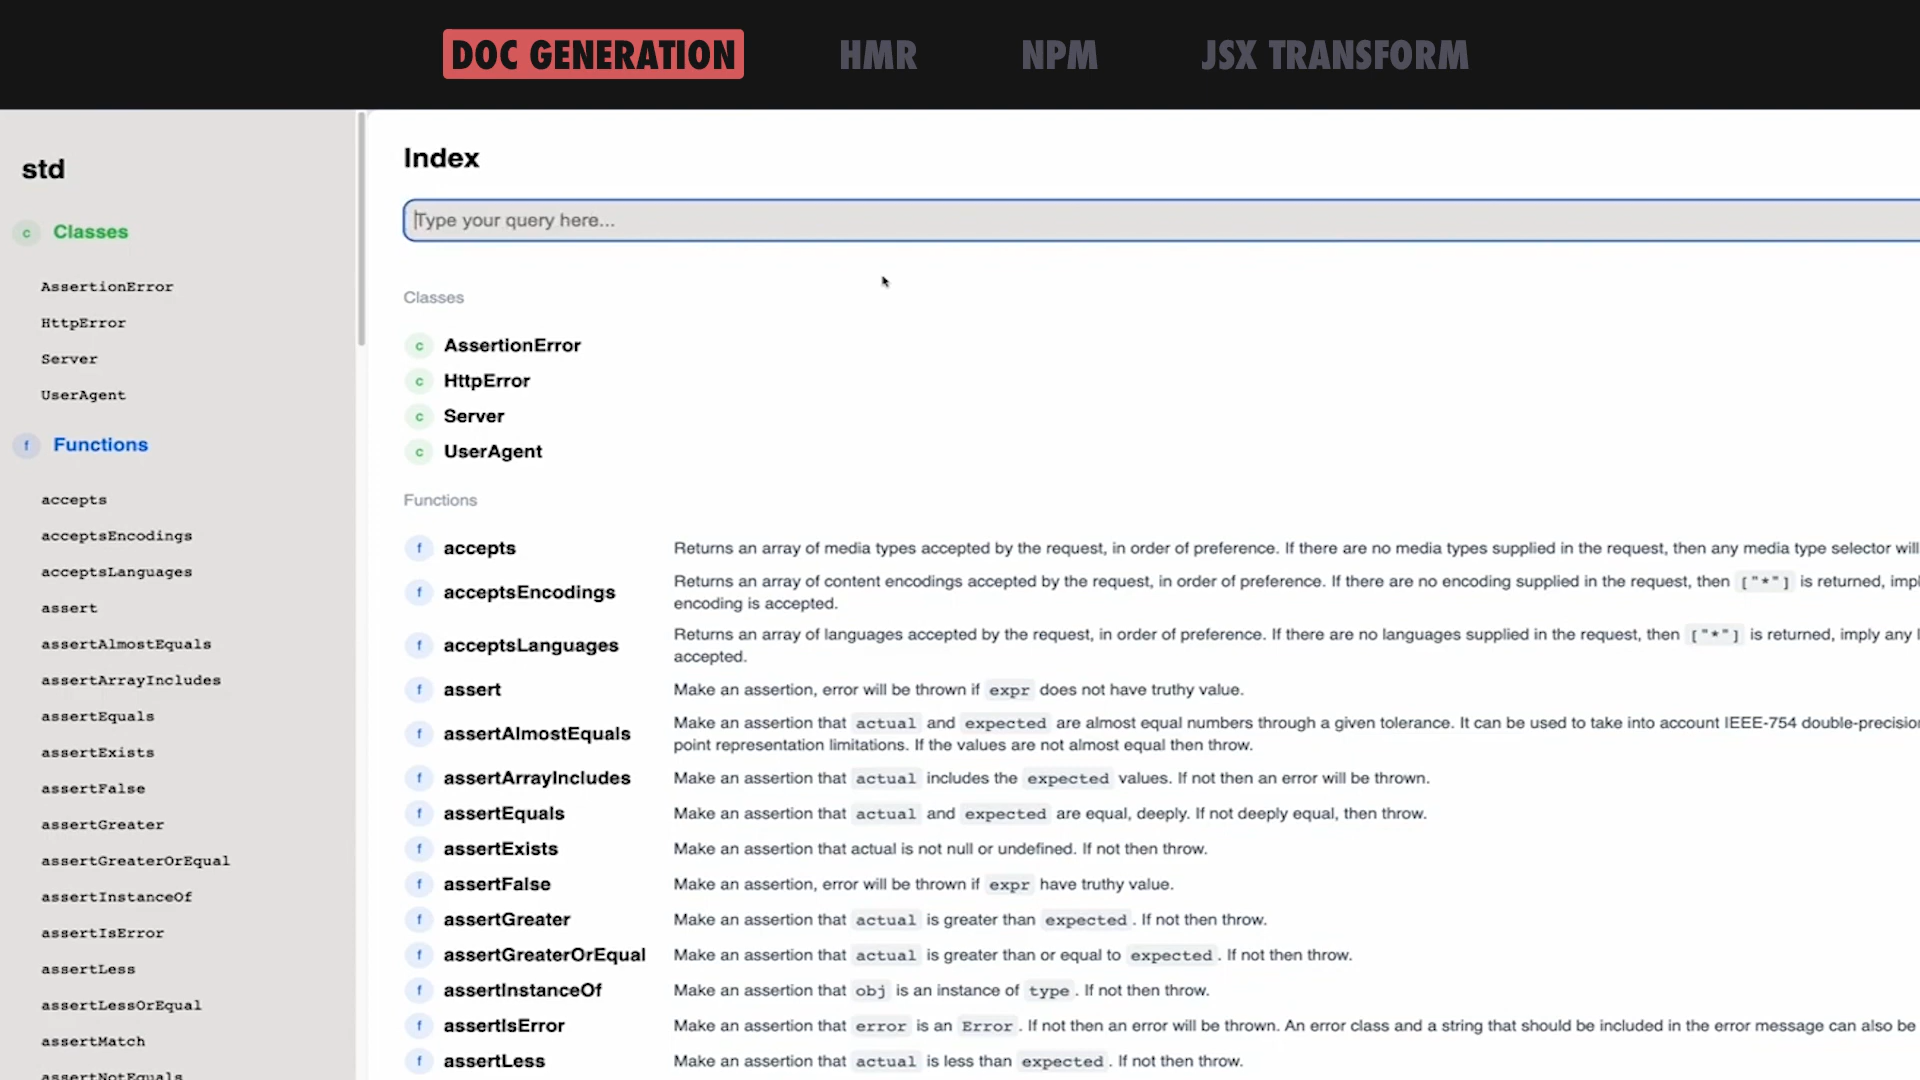 DOC GENERATION HMR NPM JSX TRANSFORM
std
c Classes
AssertionError
HttpError
Server
UserAgent
f Functions
accepts
acceptsEncodings
acceptsLanguages
assert
assertAlmostEquals
assertArrayIncludes
assertEquals
assertExists
assertFalse
assertGreater
assertGreaterOrEqual
assertInstanceOf
assertIsError
assertLess
assertLessOrEqual
assertMatch
assertNotEquals
Index
Type your query here...
Classes
c AssertionError
c HttpError
c Server
c UserAgent
Functions
f accepts Returns an array of media types accepted by the request, in order of preference. If there are no media types supplied in the request, then any media type selector will
f acceptsEncodings Returns an array of content encodings accepted by the request, in order of preference. If there are no encoding supplied in the request, then ["*"] is returned,
encoding is accepted.
f acceptsLanguages Returns an array of languages accepted by the request, in order of preference. If there are no languages supplied in the request, then ["*"] is returned, imply any
accepted.
f assert Make an assertion, error will be thrown if expr does not have truthy value.
f assertAlmostEquals Make an assertion that actual and expected are almost equal numbers through a given tolerance. It can be used to take into account IEEE-754
point representation limitations. If the values are not almost equal then throw.
f assertArrayIncludes Make an assertion that actual includes the expected values. If not then an error will be thrown.
f assertEquals Make an assertion that actual and expected are equal, deeply. If not deeply equal, then throw.
f assertExists Make an assertion that actual is not null or undefined. If not then throw.
f assertFalse Make an assertion, error will be thrown if expr have truthy value.
f assertGreater Make an assertion that actual is greater than expected. If not then throw.
f assertGreaterOrEqual Make an assertion that actual is greater than or equal to expected. If not then throw.
f assertInstanceOf Make an assertion that obj is an instance of type. If not then throw.
f assertIsError Make an assertion that error is an Error. If not then an error will be thrown. An error class and a string that should be included in the error message can also be
f assertLess Make an assertion that actual is less than expected. If not then throw.